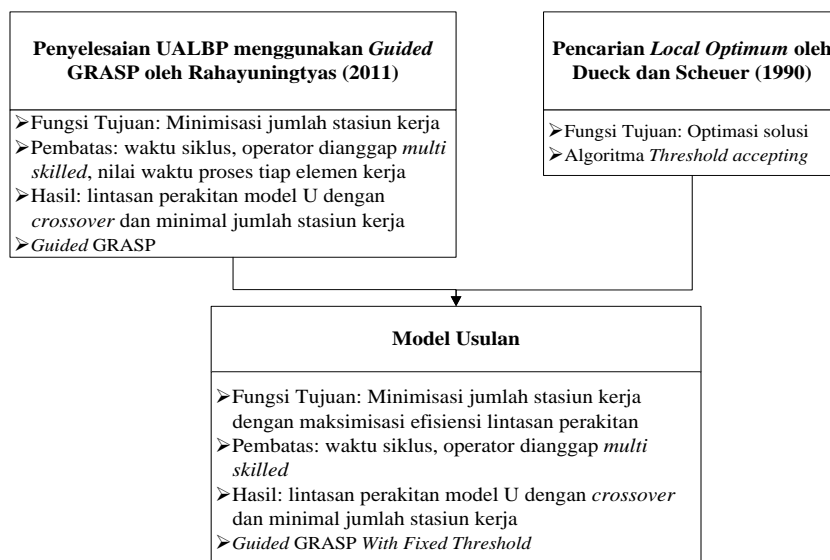 Penyelesaian UALBP menggunakan Guided
GRASP oleh Rahayuningtyas (2011)
➢Fungsi Tujuan: Minimisasi jumlah stasiun kerja
➢Pembatas: waktu siklus, operator dianggap multi
skilled, nilai waktu proses tiap elemen kerja
➢Hasil: lintasan perakitan model U dengan
crossover dan minimal jumlah stasiun kerja
➢Guided GRASP
Pencarian Local Optimum oleh
Dueck dan Scheuer (1990)
➢Fungsi Tujuan: Optimasi solusi
➢Algoritma Threshold accepting
Model Usulan
➢Fungsi Tujuan: Minimisasi jumlah stasiun kerja
dengan maksimisasi efisiensi lintasan perakitan
➢Pembatas: waktu siklus, operator dianggap multi
skilled
➢Hasil: lintasan perakitan model U dengan crossover
dan minimal jumlah stasiun kerja
➢Guided GRASP With Fixed Threshold